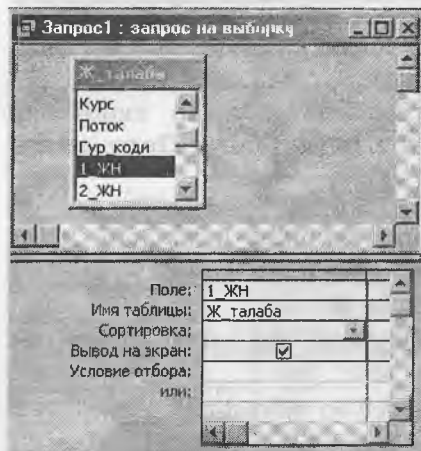 Запрос1 : запрос на выборку
Ж_талаба
Курс
Поток
Гур_коди
1_ЖН
2_ЖН
Поле: 1_ЖН
Имя таблицы: Ж_талаба
Сортировка:
Вывод на экран:
Условие отбора:
или: